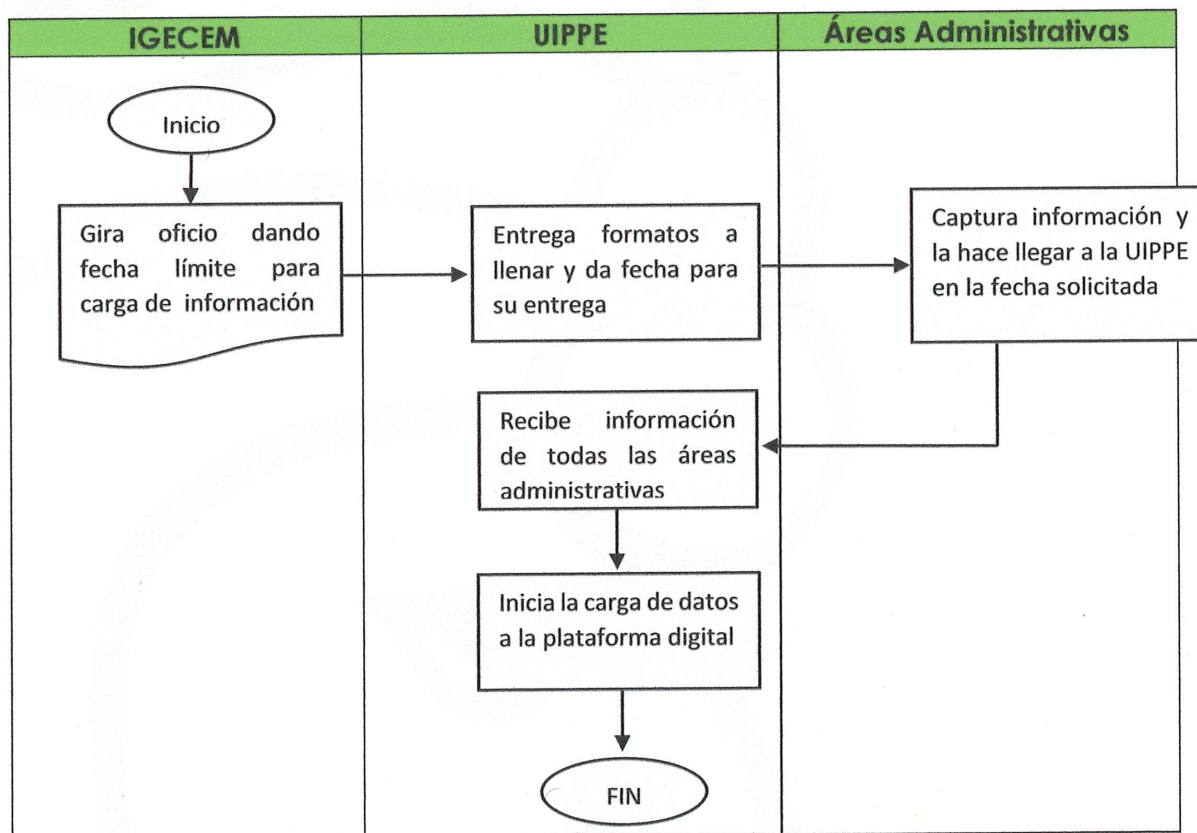 IGECEM
UIPPE
Áreas Administrativas
Inicio
Gira oficio dando
fecha límite para
carga de información
Entrega formatos a
llenar y da fecha para
su entrega
Captura información y
la hace llegar a la UIPPE
en la fecha solicitada
Recibe información
de todas las áreas
administrativas
Inicia la carga de datos
a la plataforma digital
FIN